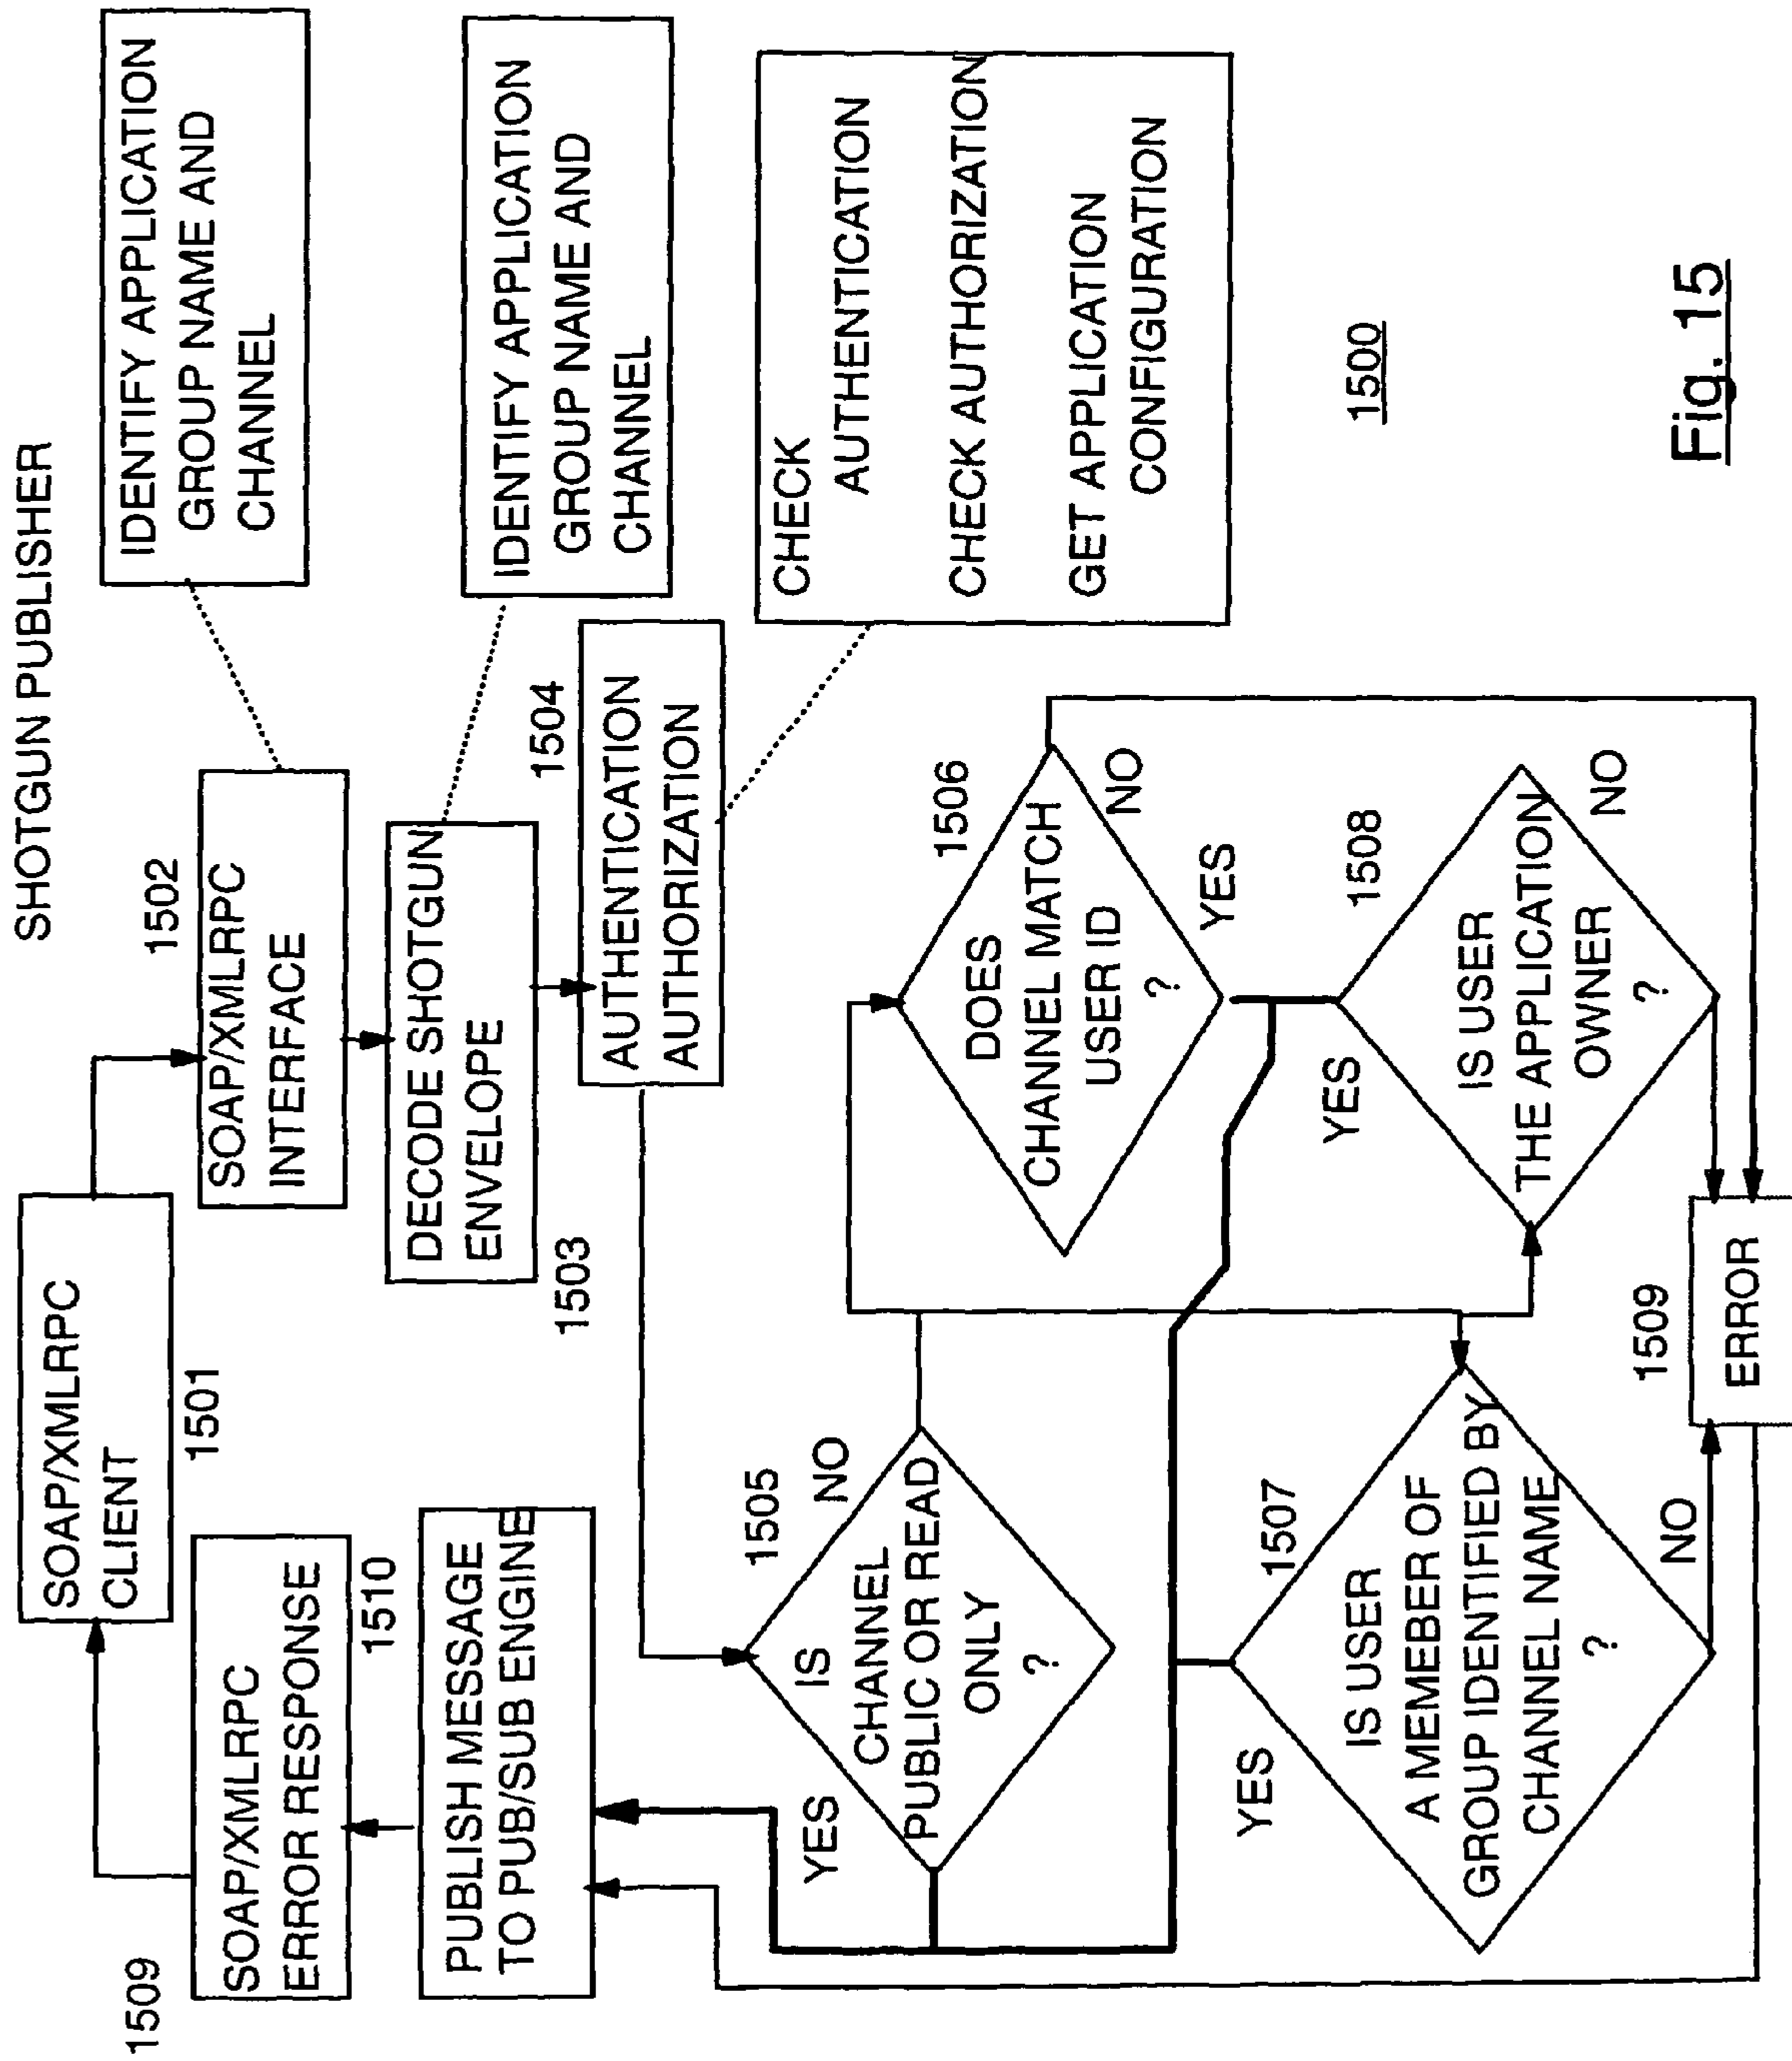 SHOTGUN PUBLISHER
SOAP/XMLRPC
CLIENT
1501
1502
SOAP/XMLRPC
INTERFACE
IDENTIFY APPLICATION
GROUP NAME AND
CHANNEL
DECODE SHOTGUN
ENVELOPE
1503
IDENTIFY APPLICATION
GROUP NAME AND
CHANNEL
1504
AUTHENTICATION
AUTHORIZATION
CHECK
AUTHENTICATION
CHECK AUTHORIZATION
GET APPLICATION
CONFIGURATION
1509
SOAP/XMLRPC
ERROR RESPONSE
1510
PUBLISH MESSAGE
TO PUB/SUB ENGINE
1505
IS
CHANNEL
PUBLIC OR READ
ONLY
?
YES
NO
1506
DOES
CHANNEL MATCH
USER ID
?
NO
YES
1507
IS USER
A MEMEBER OF
GROUP IDENTIFIED BY
CHANNEL NAME
?
YES
NO
1508
IS USER
THE APPLICATION
OWNER
?
YES
NO
1509
ERROR
1500
Fig. 15